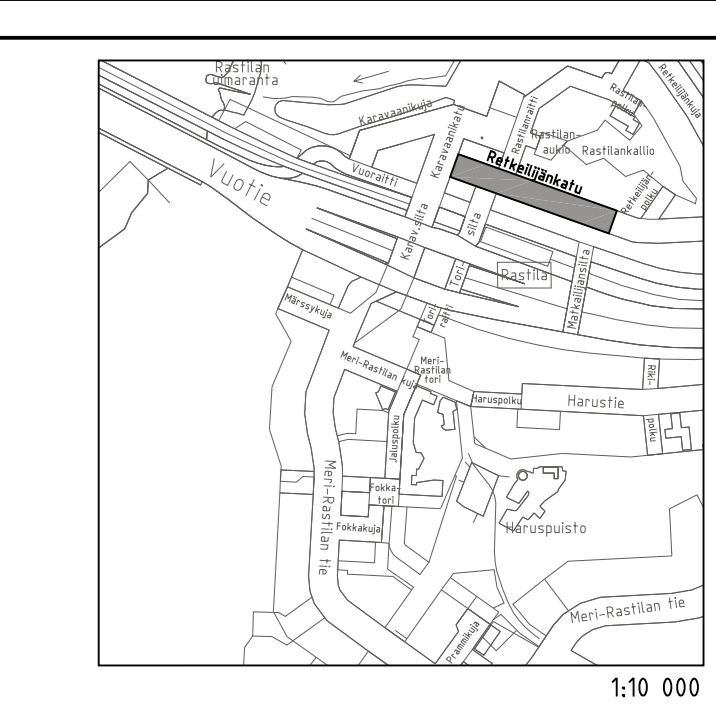 Rastilan
uimaranta
Karavaanikuja
Karavaanikatu
Rastilanraitti
Rastilan
polku
Retkeilijänkuja
Rastilan-
aukio
Rastilankallio
Retkeilijänkatu
Retkeilijän-
polku
Vuoraitti
Vuotie
Karav.silta
Tori-
silta
Rastila
Matkailijansilta
Märssykuja
Tori-
raitti
Meri-Rastilan kuja
Meri-
Rastilan
tori
Haruspolku
Harustie
Riki-
polku
Jaluspolku
Meri-Rastilan tie
Fokka-
tori
Fokkakuja
Haruspuisto
Meri-Rastilan tie
Prammikuja
1:10 000